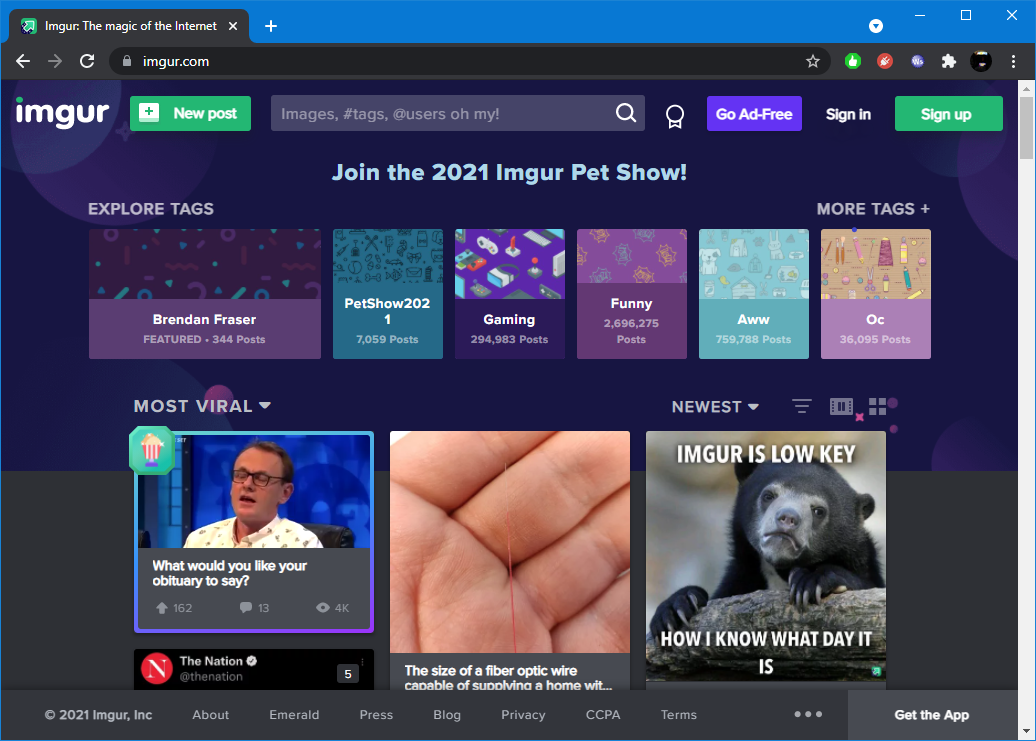 Imgur: The magic of the Internet
imgur.com
imgur
New post
Images, #tags, @users oh my!
Go Ad-Free
Sign in
Sign up
Join the 2021 Imgur Pet Show!
EXPLORE TAGS
MORE TAGS +
Brendan Fraser
FEATURED • 344 Posts
PetShow202
1
7,059 Posts
Gaming
294,983 Posts
Funny
2,696,275
Posts
Aww
759,788 Posts
Oc
36,095 Posts
MOST VIRAL
NEWEST
What would you like your
obituary to say?
162
13
4K
The Nation
@thenation
5
N
The size of a fiber optic wire
capable of supplying a home wit...
IMGUR IS LOW KEY
HOW I KNOW WHAT DAY IT
IS
© 2021 Imgur, Inc
About
Emerald
Press
Blog
Privacy
CCPA
Terms
•••
Get the App